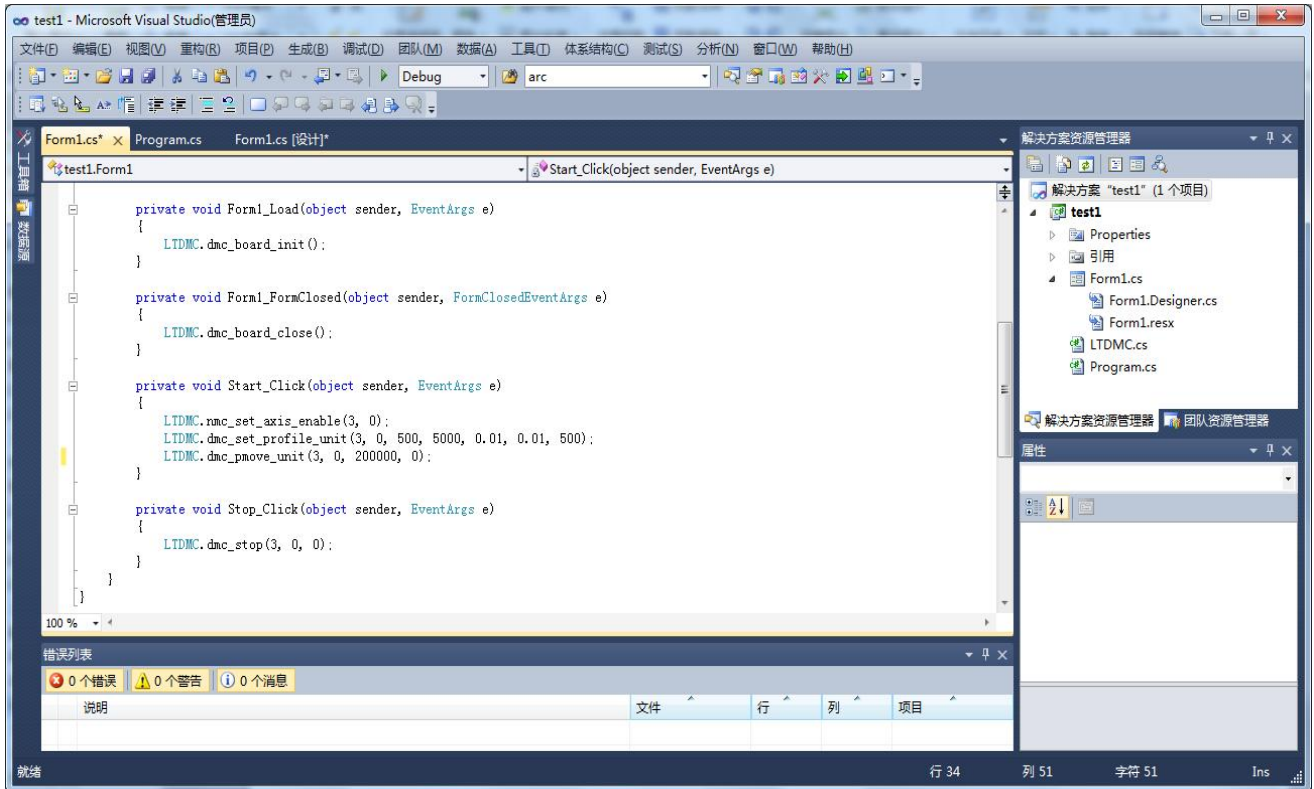 test1 - Microsoft Visual Studio(管理员)
文件(F) 编辑(E) 视图(V) 重构(R) 项目(P) 生成(B) 调试(D) 团队(M) 数据(A) 工具(T) 体系结构(C) 测试(S) 分析(N) 窗口(W) 帮助(H)
Debug arc
工具箱
数据源
Form1.cs* Program.cs Form1.cs [设计]*
test1.Form1 Start_Click(object sender, EventArgs e)
private void Form1_Load(object sender, EventArgs e)
{
LTDMC.dmc_board_init();
}
private void Form1_FormClosed(object sender, FormClosedEventArgs e)
{
LTDMC.dmc_board_close();
}
private void Start_Click(object sender, EventArgs e)
{
LTDMC.nmc_set_axis_enable(3, 0);
LTDMC.dmc_set_profile_unit(3, 0, 500, 5000, 0.01, 0.01, 500);
LTDMC.dmc_pmove_unit(3, 0, 200000, 0);
}
private void Stop_Click(object sender, EventArgs e)
{
LTDMC.dmc_stop(3, 0, 0);
}
}
}
100 %
错误列表
0 个错误 0 个警告 0 个消息
说明 文件 行 列 项目
解决方案资源管理器
解决方案 "test1" (1 个项目)
test1
Properties
引用
Form1.cs
Form1.Designer.cs
Form1.resx
LTDMC.cs
Program.cs
解决方案资源管理器 团队资源管理器
属性
就绪 行 34 列 51 字符 51 Ins